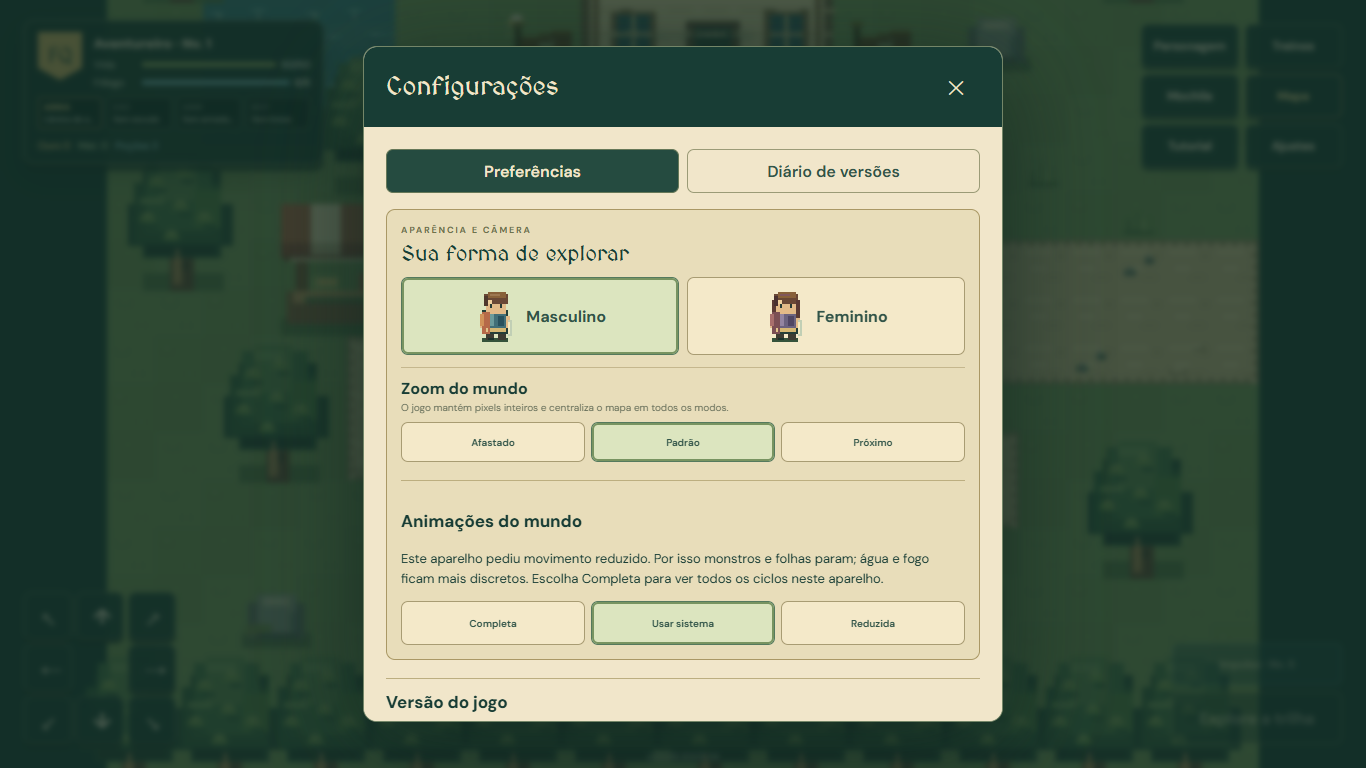 Configurações
Preferências
Diário de versões
APARÊNCIA E CÂMERA
Sua forma de explorar
Masculino
Feminino
Zoom do mundo
O jogo mantém pixels inteiros e centraliza o mapa em todos os modos.
Afastado
Padrão
Próximo
Animações do mundo
Este aparelho pediu movimento reduzido. Por isso monstros e folhas param; água e fogo
ficam mais discretos. Escolha Completa para ver todos os ciclos neste aparelho.
Completa
Usar sistema
Reduzida
Versão do jogo